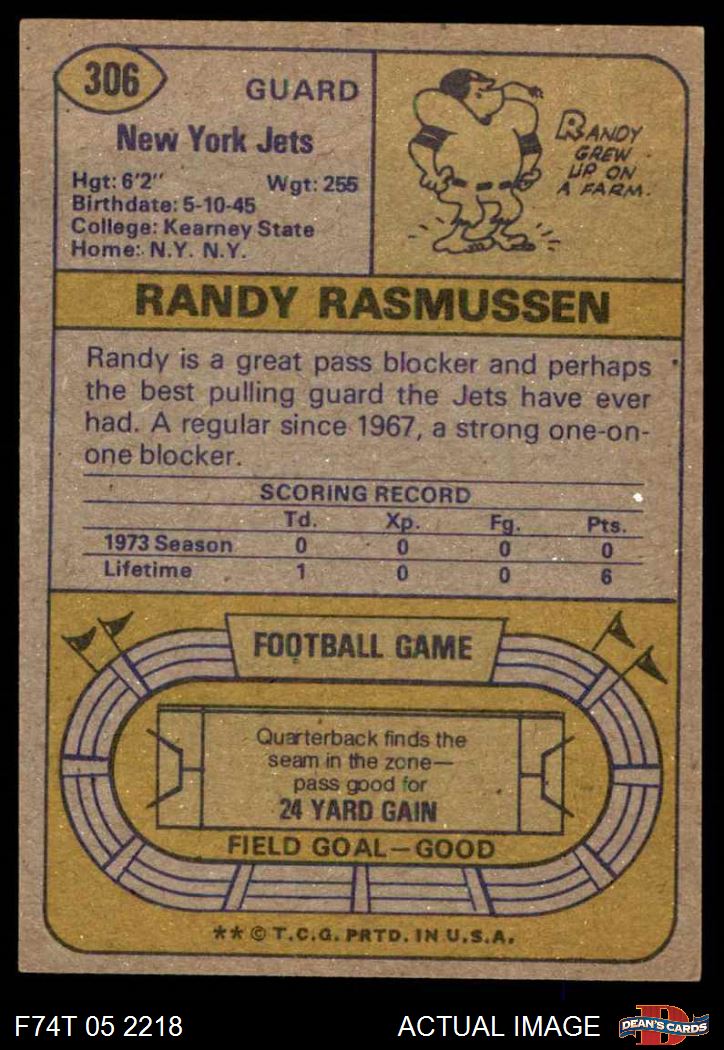 306
GUARD
New York Jets
Hgt: 6'2" Wgt: 255
Birthdate: 5-10-45
College: Kearney State
Home: N.Y. N.Y.
RANDY
GREW
UP ON
A FARM.
RANDY RASMUSSEN
Randy is a great pass blocker and perhaps
the best pulling guard the Jets have ever
had. A regular since 1967, a strong one-on-
one blocker.
SCORING RECORD
Td. Xp. Fg. Pts.
1973 Season 0 0 0 0
Lifetime 1 0 0 6
FOOTBALL GAME
Quarterback finds the
seam in the zone—
pass good for
24 YARD GAIN
FIELD GOAL—GOOD
** © T.C.G. PRTD. IN U.S.A.
F74T 05 2218 ACTUAL IMAGE
D
DEAN'S CARDS